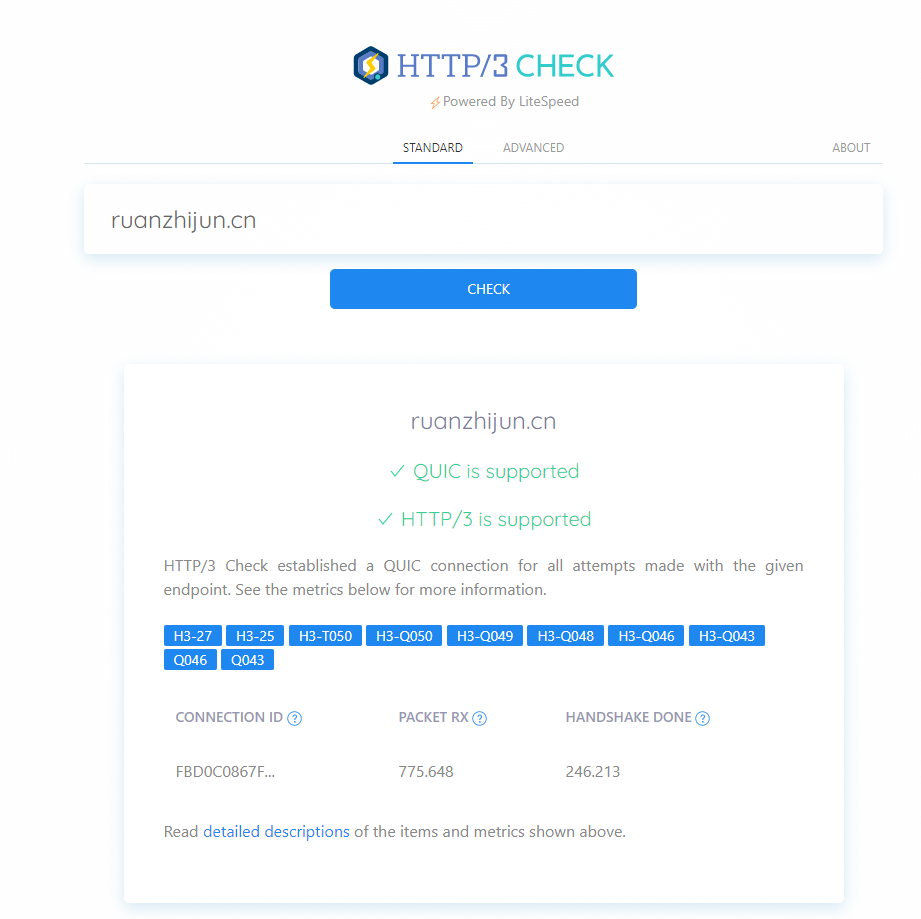 HTTP/3 CHECK
Powered By LiteSpeed
STANDARD ADVANCED ABOUT
ruanzhijun.cn
CHECK
ruanzhijun.cn
✓ QUIC is supported
✓ HTTP/3 is supported
HTTP/3 Check established a QUIC connection for all attempts made with the given
endpoint. See the metrics below for more information.
H3-27 H3-25 H3-T050 H3-Q050 H3-Q049 H3-Q048 H3-Q046 H3-Q043
Q046 Q043
CONNECTION ID ? PACKET RX ? HANDSHAKE DONE ?
FBD0C0867F... 775.648 246.213
Read detailed descriptions of the items and metrics shown above.